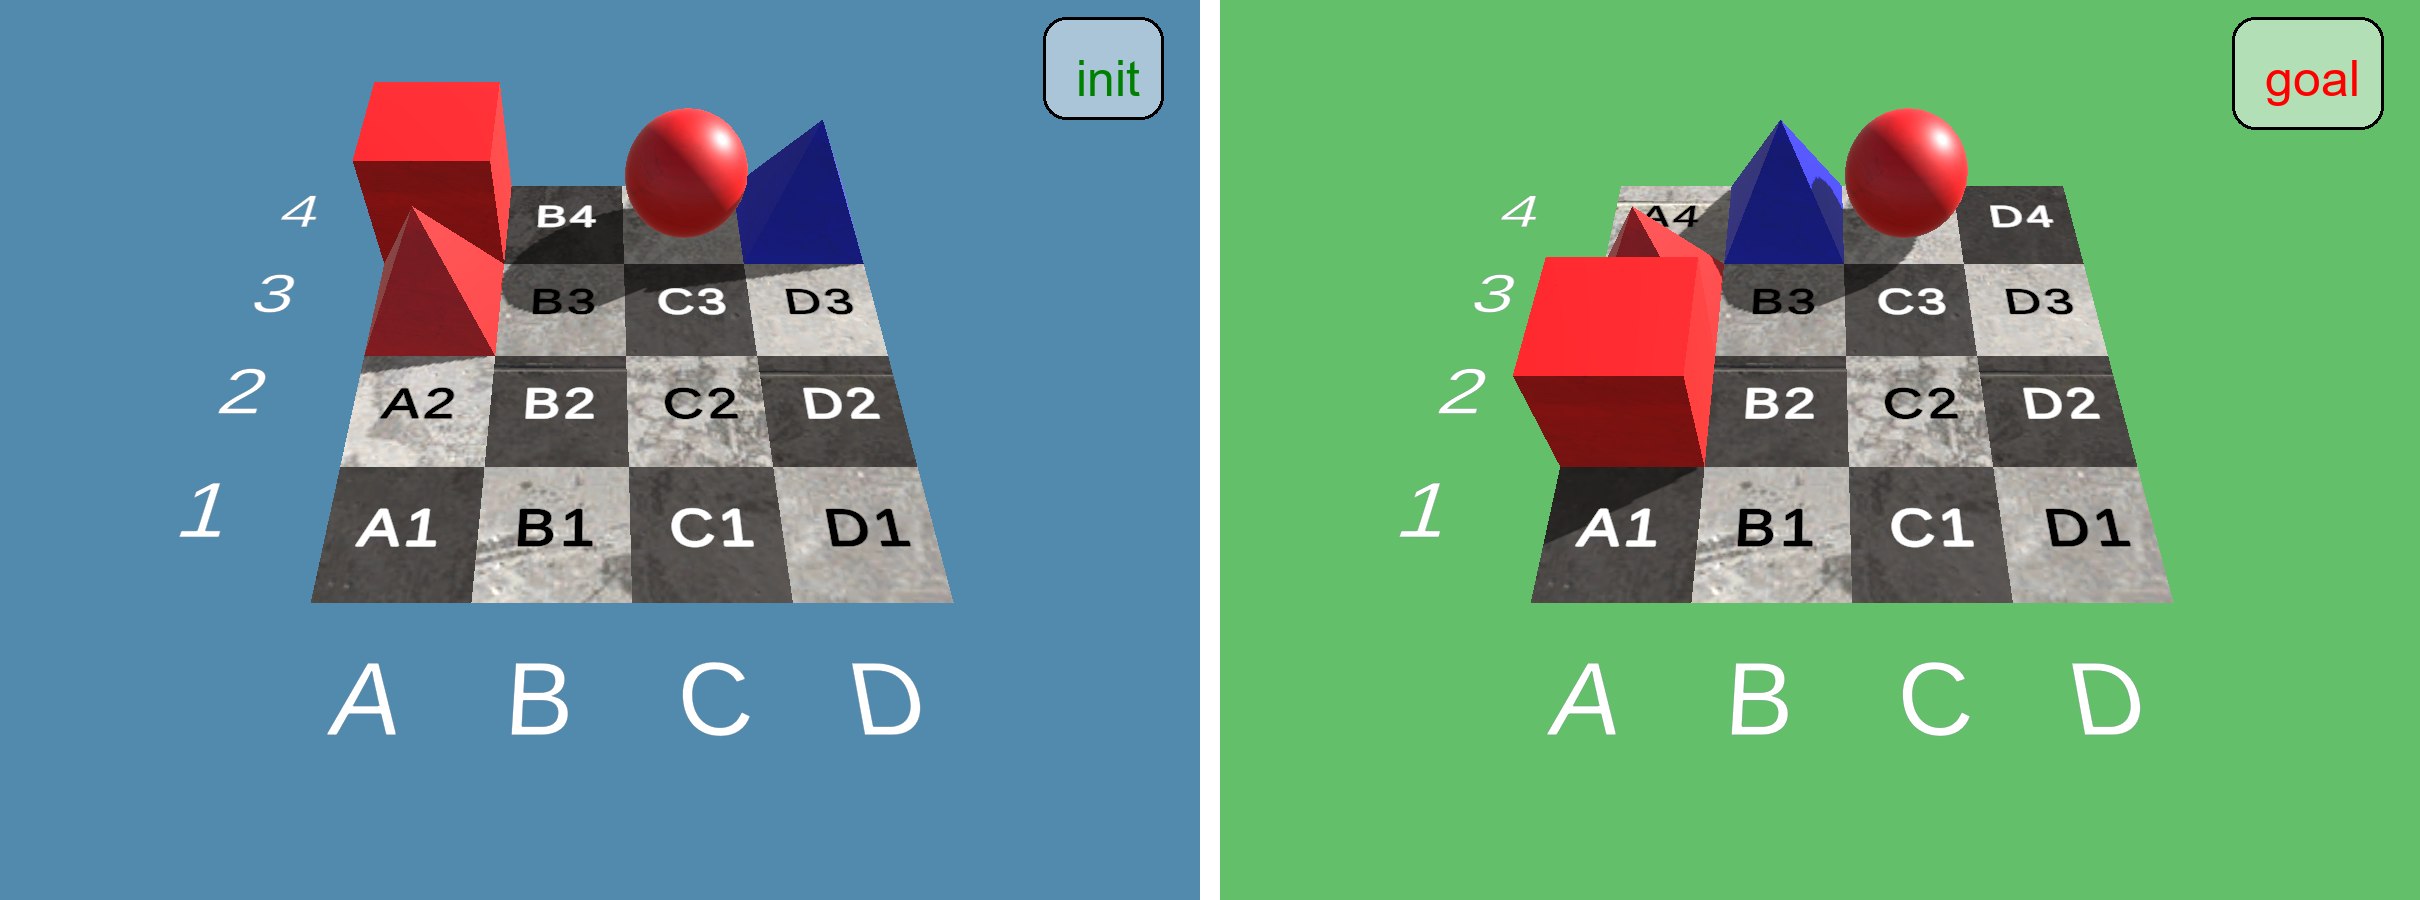 init
4 B4
3 B3 C3 D3
2 A2 B2 C2 D2
1 A1 B1 C1 D1
A B C D
goal
4 A4 D4
3 B3 C3 D3
2 B2 C2 D2
1 A1 B1 C1 D1
A B C D